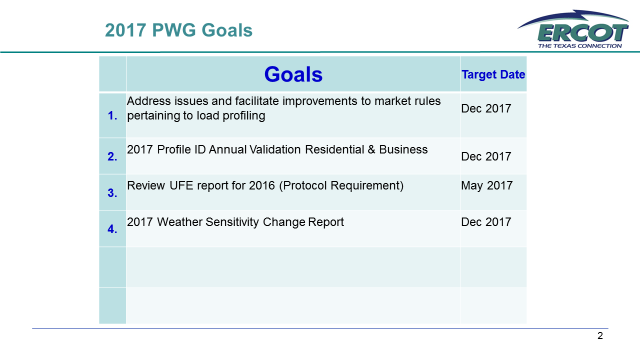 2017 PWG Goals
ERCOT
THE TEXAS CONNECTION
Goals
Target Date
1.
Address issues and facilitate improvements to market rules
pertaining to load profiling
Dec 2017
2.
2017 Profile ID Annual Validation Residential & Business
Dec 2017
3.
Review UFE report for 2016 (Protocol Requirement)
May 2017
4.
2017 Weather Sensitivity Change Report
Dec 2017
2